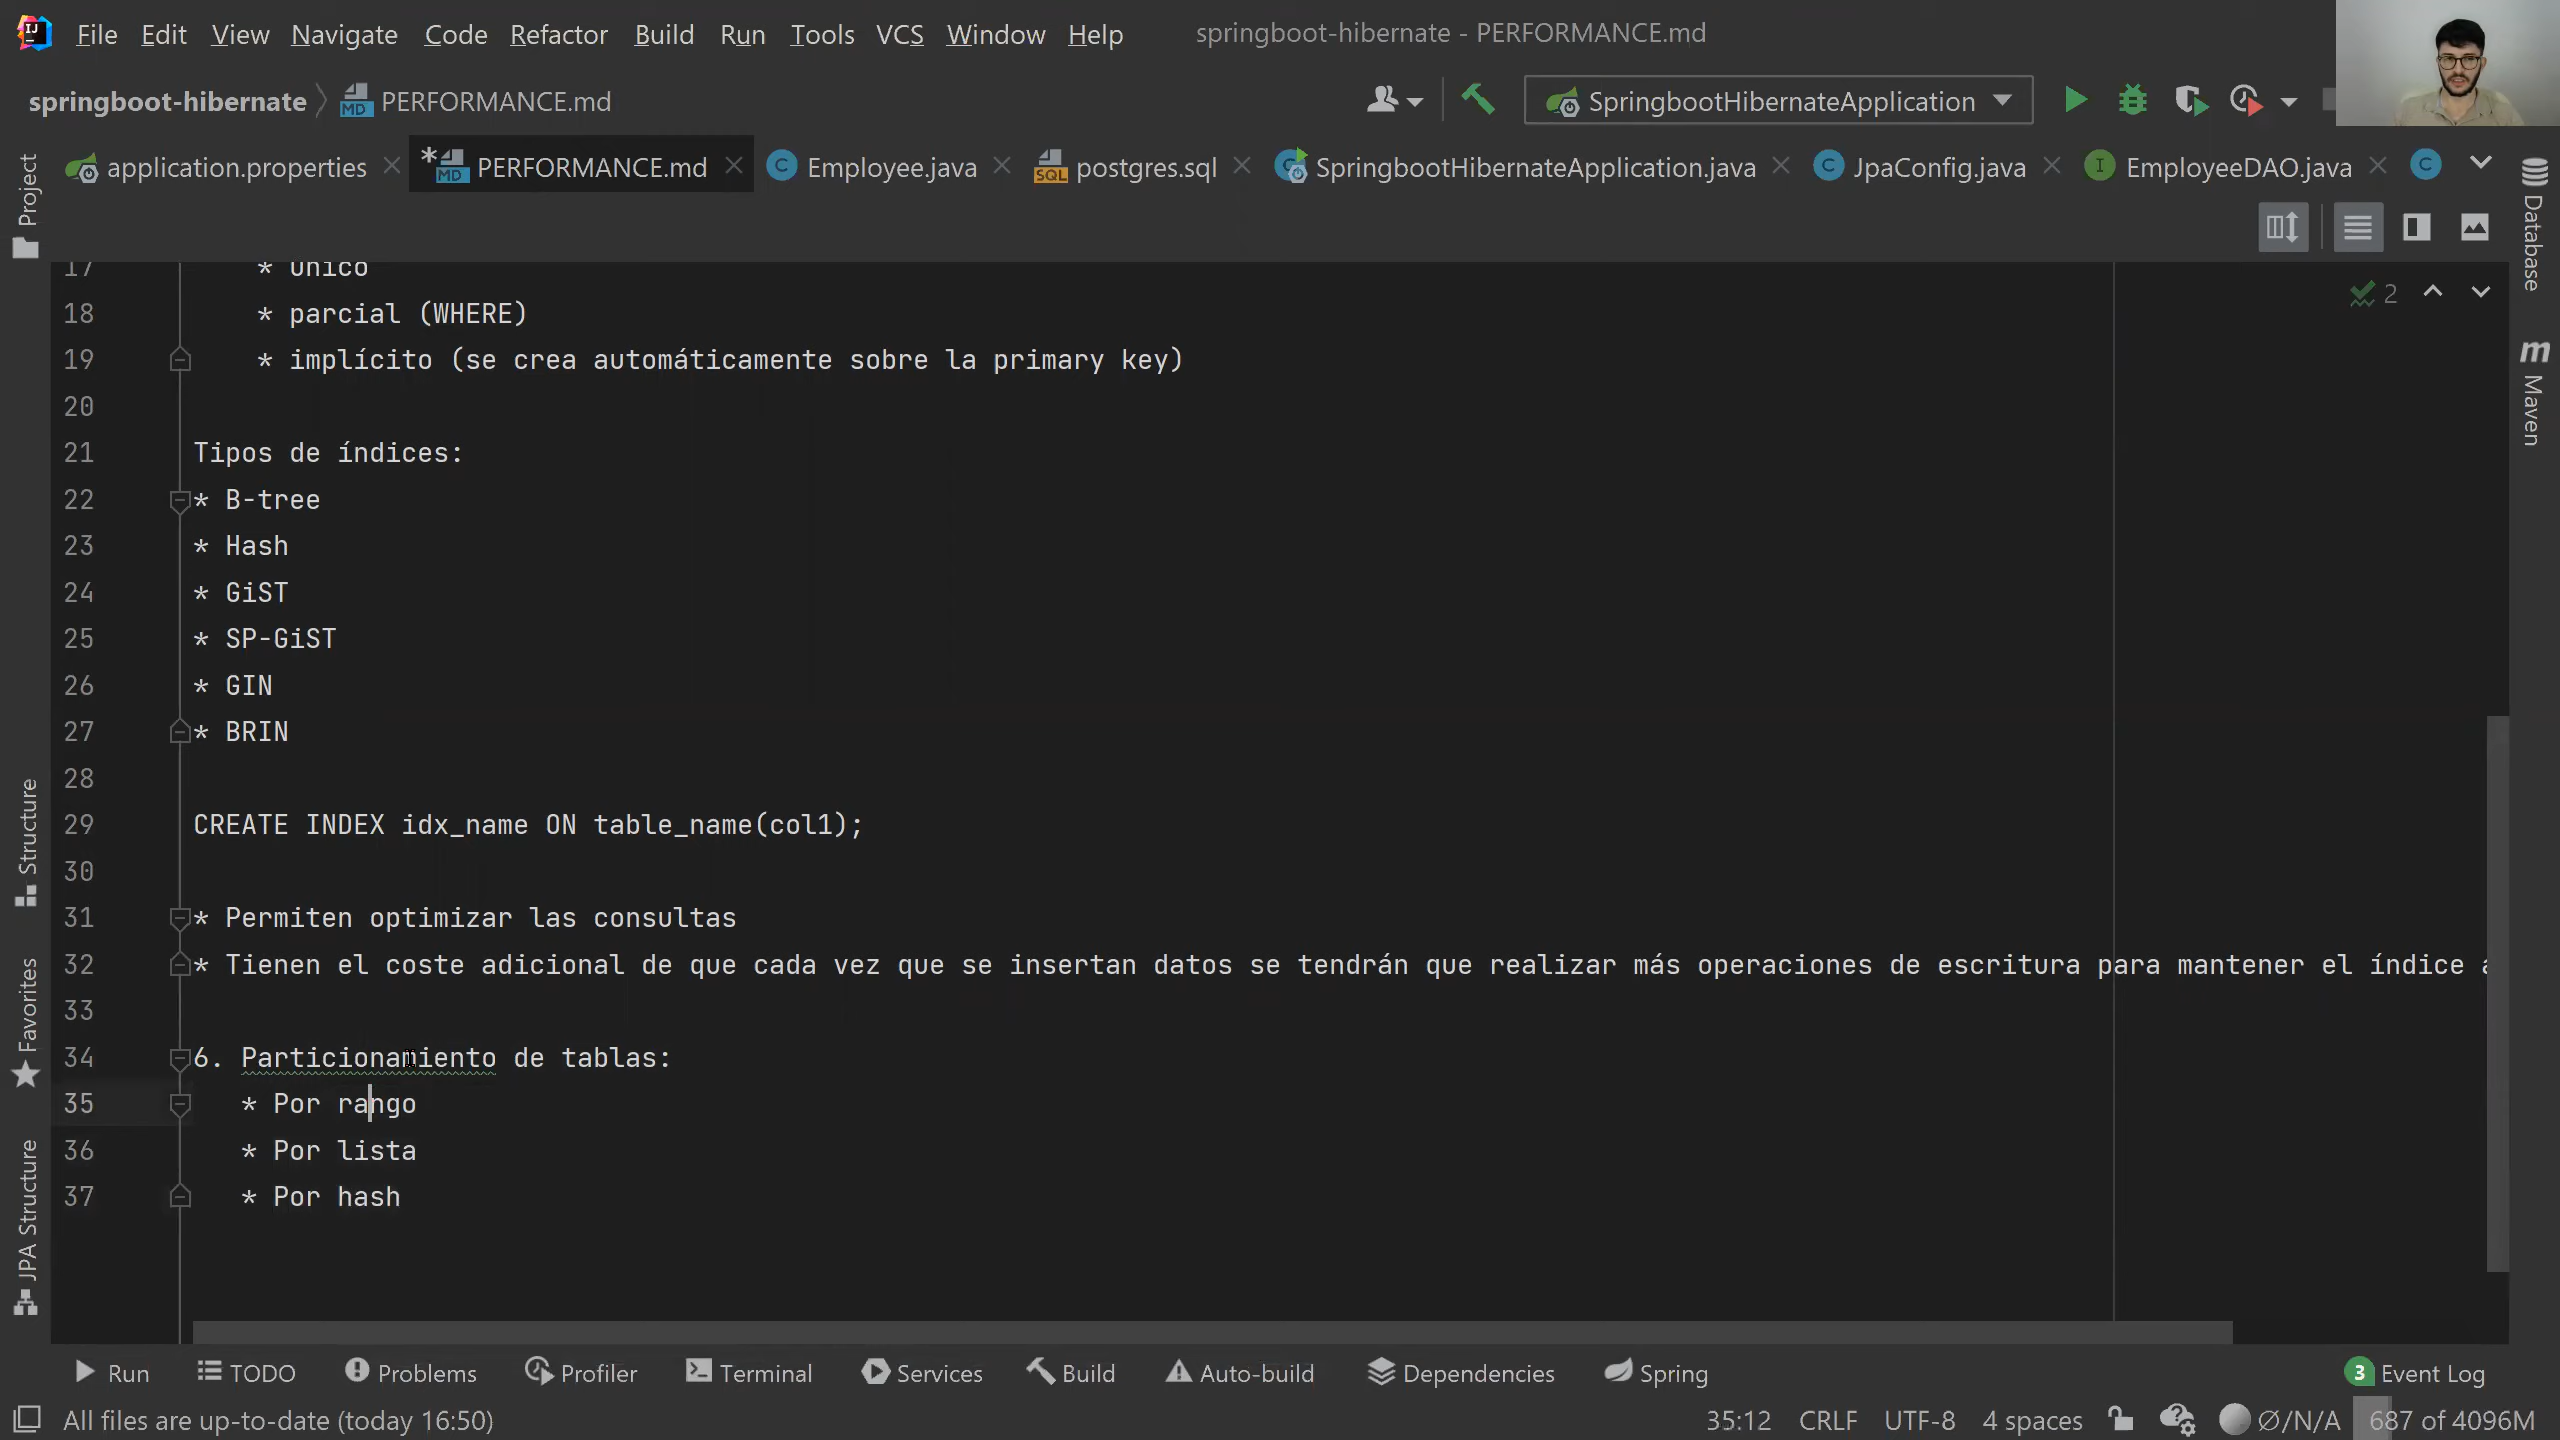 File Edit View Navigate Code Refactor Build Run Tools VCS Window Help springboot-hibernate - PERFORMANCE.md
springboot-hibernate PERFORMANCE.md SpringbootHibernateApplication
application.properties * PERFORMANCE.md Employee.java postgres.sql SpringbootHibernateApplication.java JpaConfig.java EmployeeDAO.java
Project
Structure
Favorites
JPA Structure
Database
Maven
2
17 * único
18 * parcial (WHERE)
19 * implícito (se crea automáticamente sobre la primary key)
20
21 Tipos de índices:
22 * B-tree
23 * Hash
24 * GiST
25 * SP-GiST
26 * GIN
27 * BRIN
28
29 CREATE INDEX idx_name ON table_name(col1);
30
31 * Permiten optimizar las consultas
32 * Tienen el coste adicional de que cada vez que se insertan datos se tendrán que realizar más operaciones de escritura para mantener el índice
33
34 6. Particionamiento de tablas:
35 * Por rango
36 * Por lista
37 * Por hash
Run TODO Problems Profiler Terminal Services Build Auto-build Dependencies Spring 3 Event Log
All files are up-to-date (today 16:50) 35:12 CRLF UTF-8 4 spaces Ø/N/A 687 of 4096M